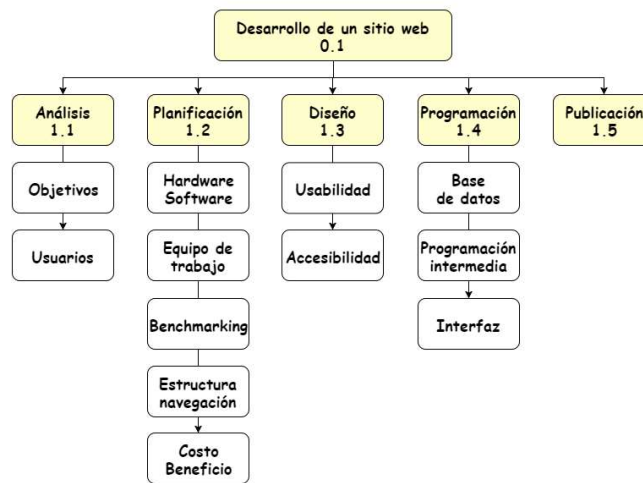 Desarrollo de un sitio web
0.1
Análisis
1.1
Planificación
1.2
Diseño
1.3
Programación
1.4
Publicación
1.5
Objetivos
Usuarios
Hardware
Software
Equipo de
trabajo
Benchmarking
Estructura
navegación
Costo
Beneficio
Usabilidad
Accesibilidad
Base
de datos
Programación
intermedia
Interfaz